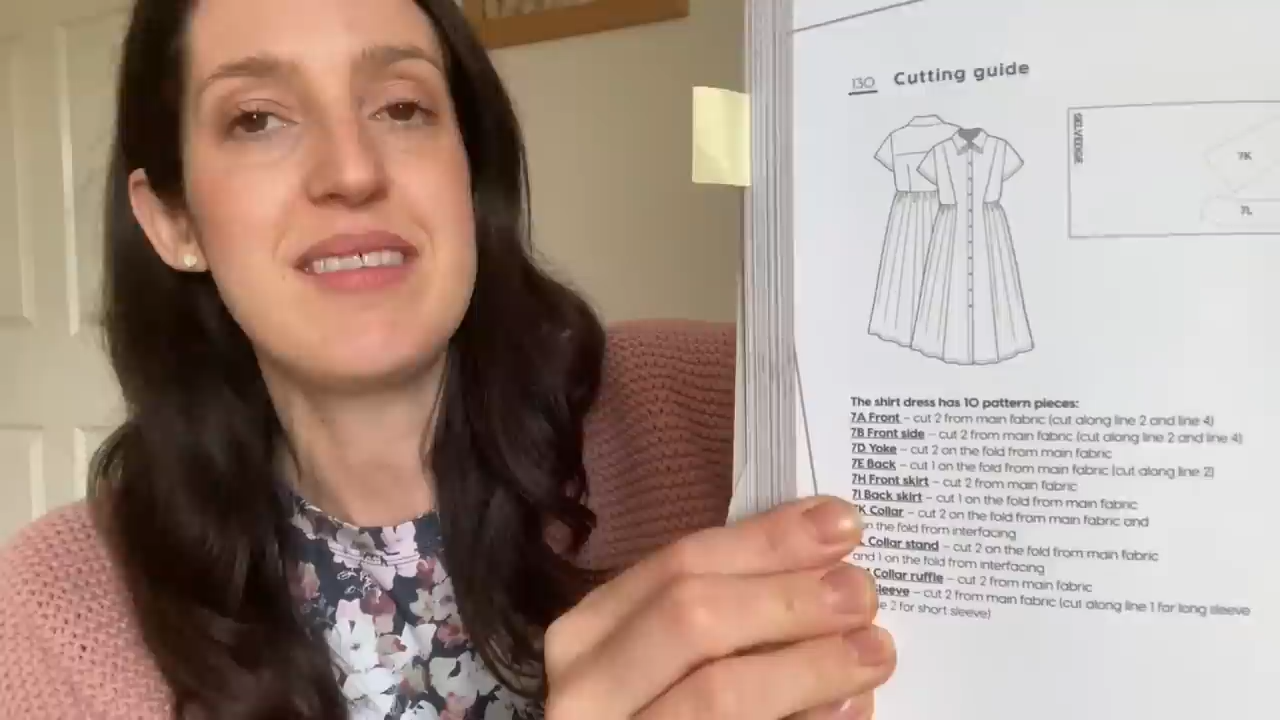 130 Cutting guide
SELVEDGE
7K
7L
The shirt dress has 10 pattern pieces:
7A Front – cut 2 from main fabric (cut along line 2 and line 4)
7B Front side – cut 2 from main fabric (cut along line 2 and line 4)
7D Yoke – cut 2 on the fold from main fabric
7E Back – cut 1 on the fold from main fabric (cut along line 2)
7H Front skirt – cut 2 from main fabric
7I Back skirt – cut 1 on the fold from main fabric
K Collar – cut 2 on the fold from main fabric and
on the fold from interfacing
Collar stand – cut 2 on the fold from main fabric
and 1 on the fold from interfacing
Collar ruffle – cut 2 from main fabric
Sleeve – cut 2 from main fabric (cut along line 1 for long sleeve
2 for short sleeve)